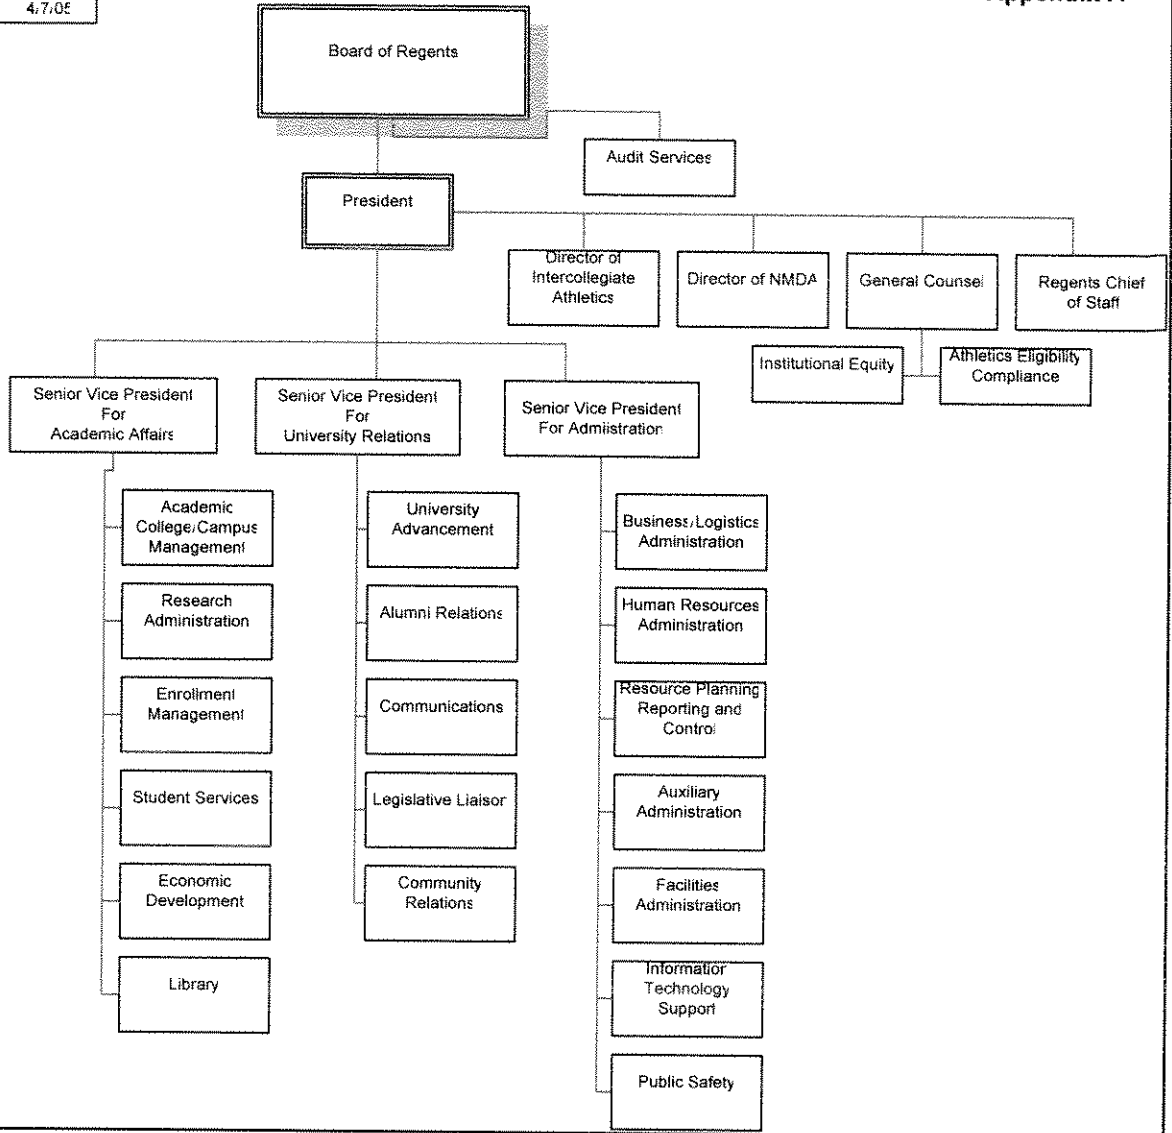 4/7/05
Board of Regents
Audit Services
President
Director of
Intercollegiate
Athletics
Director of NMDA
General Counsel
Regents Chief
of Staff
Institutional Equity
Athletics Eligibility
Compliance
Senior Vice President
For
Academic Affairs
Senior Vice President
For
University Relations
Senior Vice President
For Admiistration
Academic
College/Campus
Management
Research
Administration
Enrollment
Management
Student Services
Economic
Development
Library
University
Advancement
Alumni Relations
Communications
Legislative Liaison
Community
Relations
Business/Logistics
Administration
Human Resources
Administration
Resource Planning
Reporting and
Control
Auxiliary
Administration
Facilities
Administration
Information
Technology
Support
Public Safety